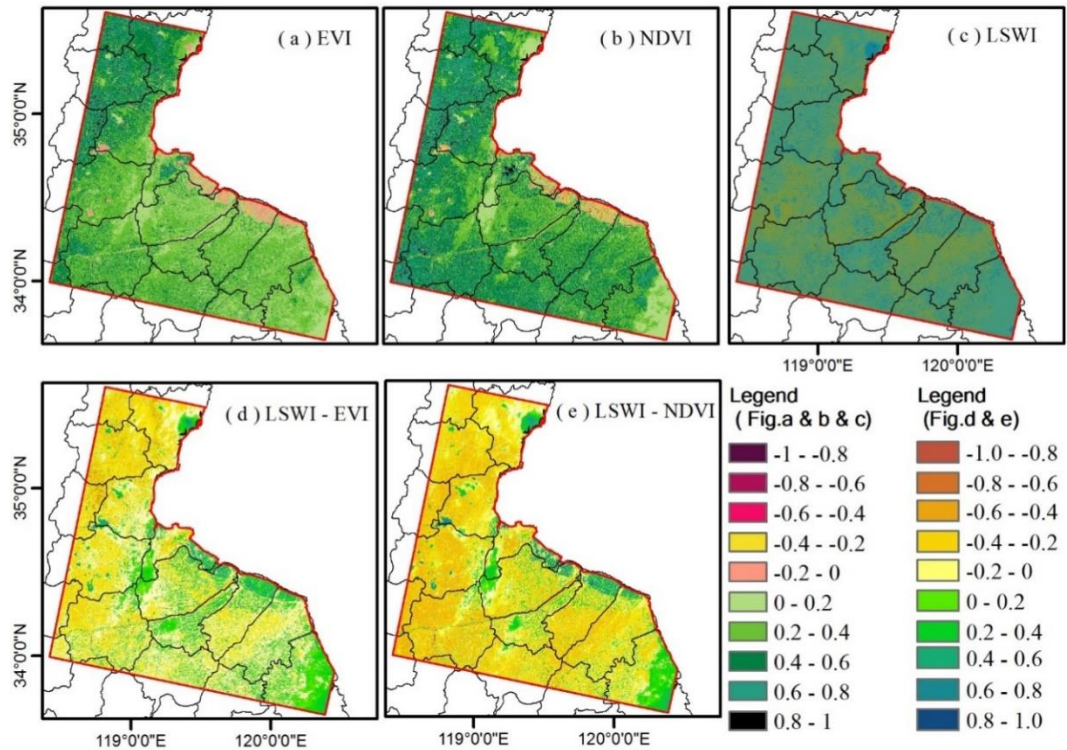 ( a ) EVI
( b ) NDVI
( c ) LSWI
35°0'0"N
34°0'0"N
119°0'0"E
120°0'0"E
( d ) LSWI - EVI
( e ) LSWI - NDVI
35°0'0"N
34°0'0"N
119°0'0"E
120°0'0"E
119°0'0"E
120°0'0"E
Legend
( Fig.a & b & c)
-1 - -0.8
-0.8 - -0.6
-0.6 - -0.4
-0.4 - -0.2
-0.2 - 0
0 - 0.2
0.2 - 0.4
0.4 - 0.6
0.6 - 0.8
0.8 - 1
Legend
(Fig.d & e)
-1.0 - -0.8
-0.8 - -0.6
-0.6 - -0.4
-0.4 - -0.2
-0.2 - 0
0 - 0.2
0.2 - 0.4
0.4 - 0.6
0.6 - 0.8
0.8 - 1.0